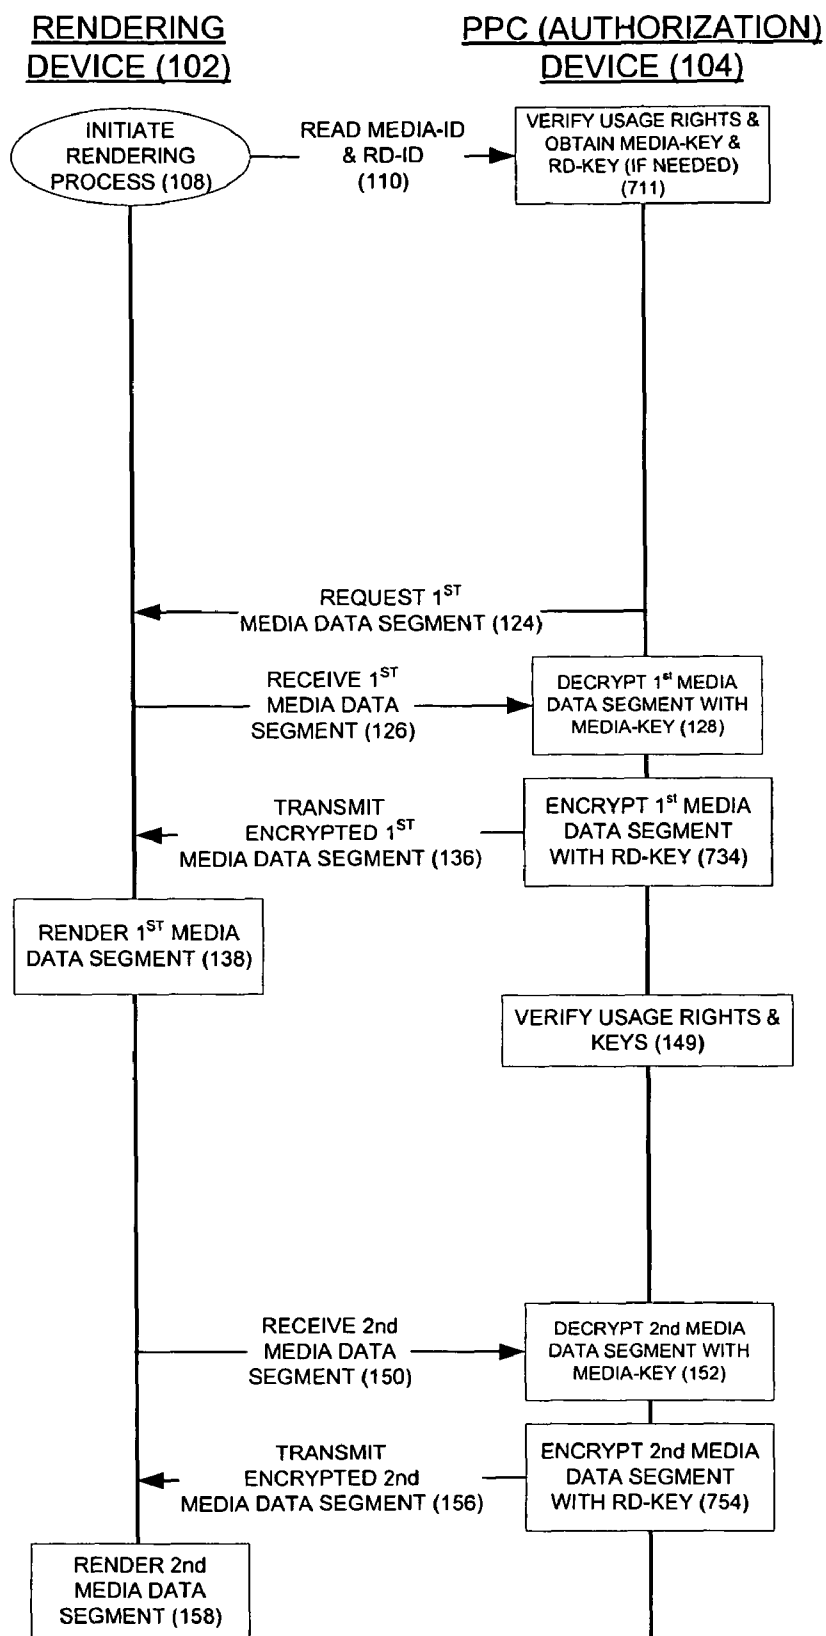 RENDERING
DEVICE (102)
PPC (AUTHORIZATION)
DEVICE (104)
INITIATE
RENDERING
PROCESS (108)
READ MEDIA-ID
& RD-ID
(110)
VERIFY USAGE RIGHTS &
OBTAIN MEDIA-KEY &
RD-KEY (IF NEEDED)
(711)
REQUEST 1ST
MEDIA DATA SEGMENT (124)
RECEIVE 1ST
MEDIA DATA
SEGMENT (126)
DECRYPT 1st MEDIA
DATA SEGMENT WITH
MEDIA-KEY (128)
TRANSMIT
ENCRYPTED 1ST
MEDIA DATA SEGMENT (136)
ENCRYPT 1st MEDIA
DATA SEGMENT
WITH RD-KEY (734)
RENDER 1ST MEDIA
DATA SEGMENT (138)
VERIFY USAGE RIGHTS &
KEYS (149)
RECEIVE 2nd
MEDIA DATA
SEGMENT (150)
DECRYPT 2nd MEDIA
DATA SEGMENT WITH
MEDIA-KEY (152)
TRANSMIT
ENCRYPTED 2nd
MEDIA DATA SEGMENT (156)
ENCRYPT 2nd MEDIA
DATA SEGMENT
WITH RD-KEY (754)
RENDER 2nd
MEDIA DATA
SEGMENT (158)